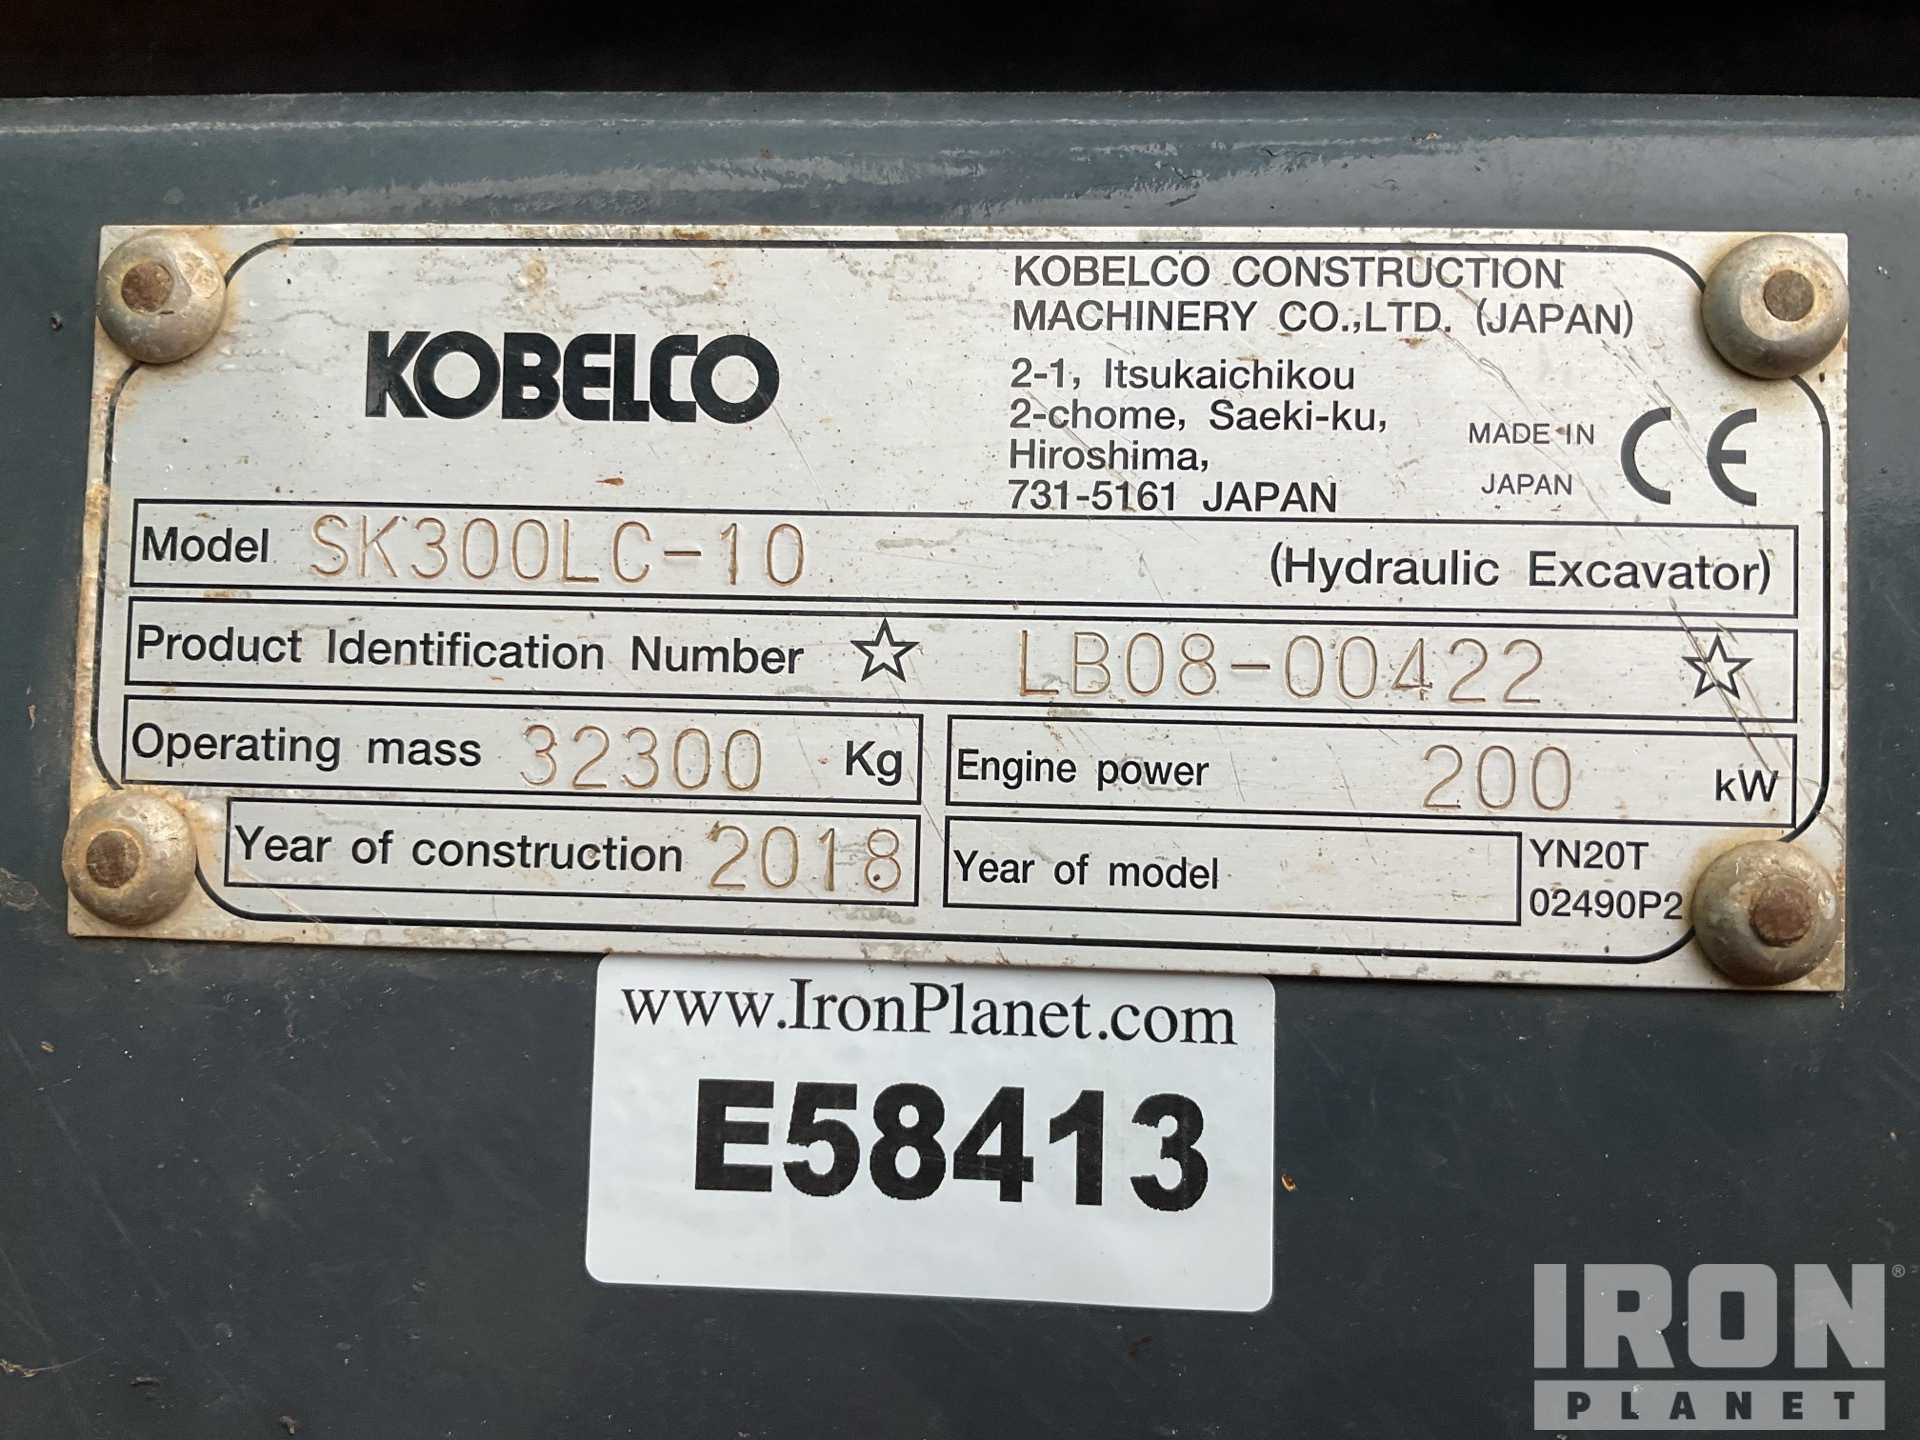 KOBELCO
KOBELCO CONSTRUCTION
MACHINERY CO.,LTD. (JAPAN)
2-1, Itsukaichikou
2-chome, Saeki-ku,
Hiroshima,
731-5161 JAPAN
MADE IN
JAPAN
CE
Model SK300LC-10 (Hydraulic Excavator)
Product Identification Number ☆ LB08-00422 ☆
Operating mass 32300 Kg
Engine power 200 kW
Year of construction 2018
Year of model
YN20T
02490P2
www.IronPlanet.com
E58413
IRON®
PLANET